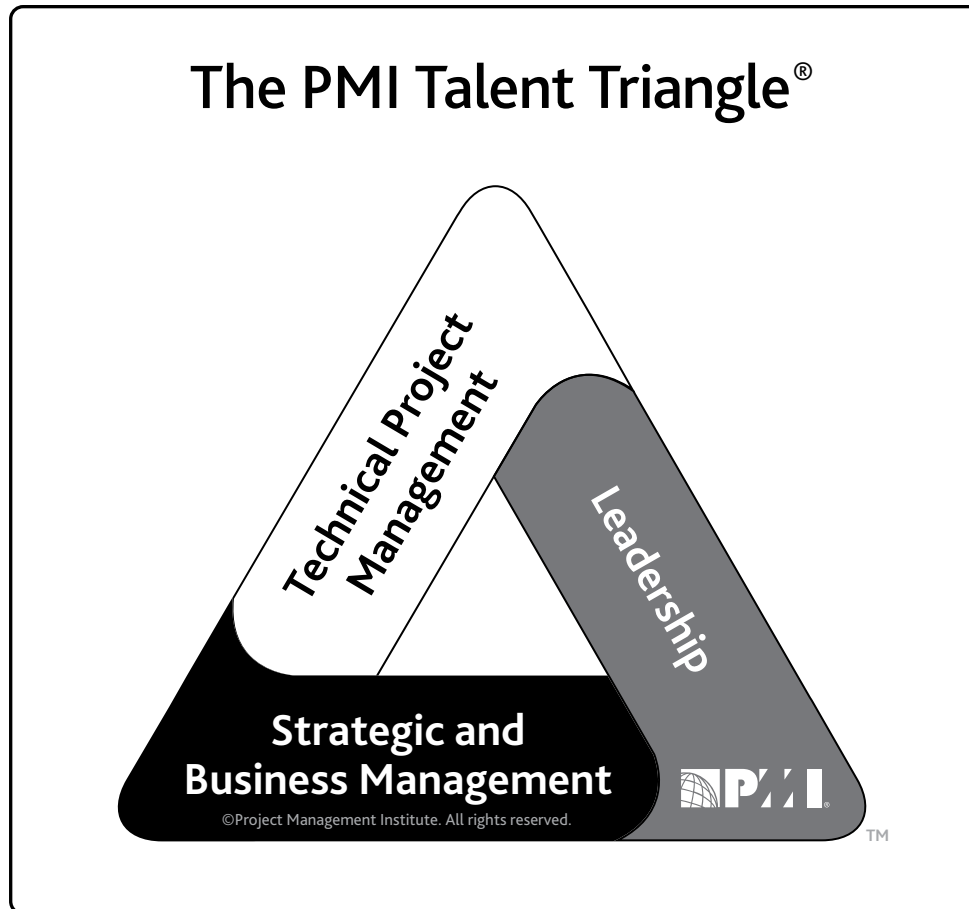 The PMI Talent Triangle®
Technical Project
Management
Leadership
Strategic and
Business Management
©Project Management Institute. All rights reserved.
PMI®
TM